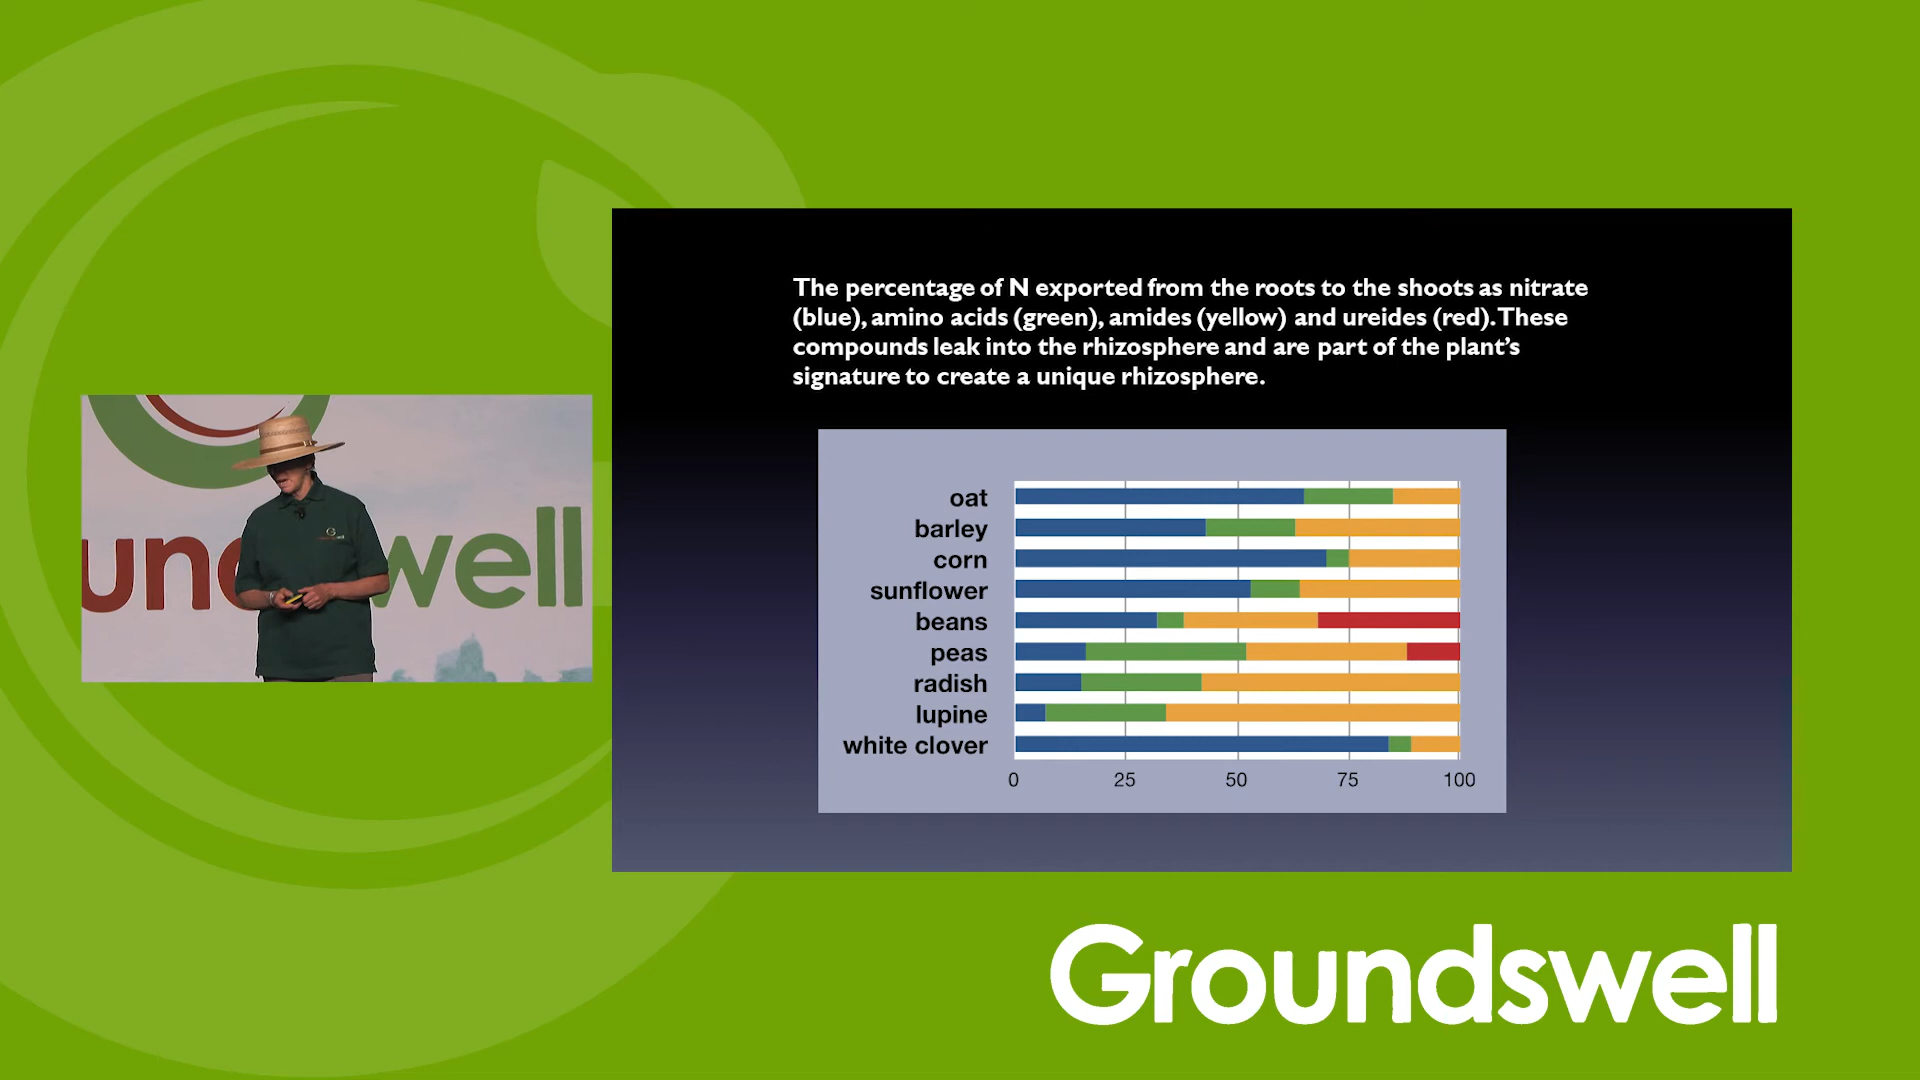 The percentage of N exported from the roots to the shoots as nitrate
(blue), amino acids (green), amides (yellow) and ureides (red). These
compounds leak into the rhizosphere and are part of the plant's
signature to create a unique rhizosphere.
oat
barley
corn
sunflower
beans
peas
radish
lupine
white clover
0 25 50 75 100
und well
Groundswell